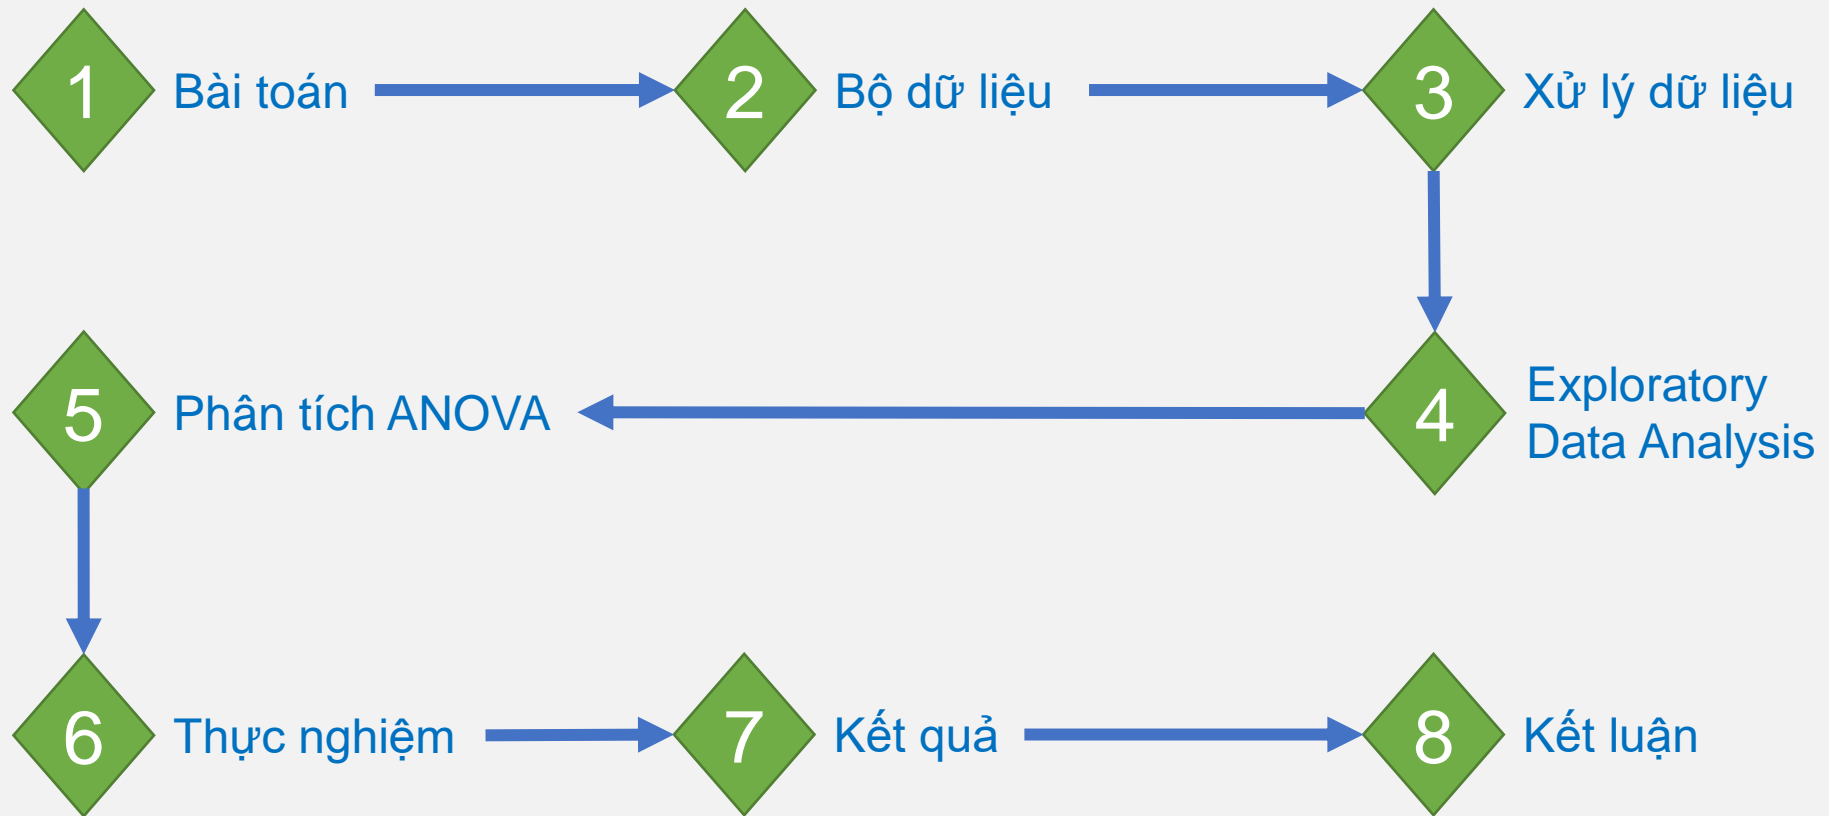 1 Bài toán
2 Bộ dữ liệu
3 Xử lý dữ liệu
4 Exploratory
Data Analysis
5 Phân tích ANOVA
6 Thực nghiệm
7 Kết quả
8 Kết luận